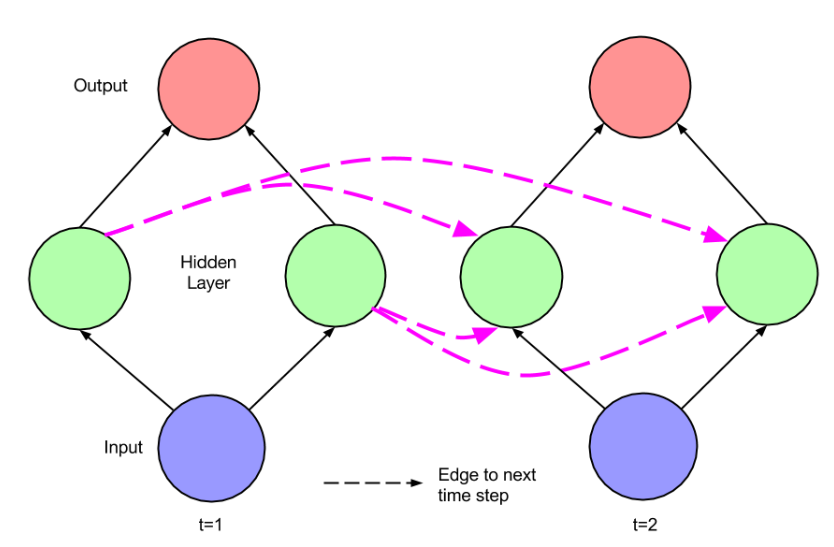 Output
Hidden
Layer
Input
Edge to next
time step
t=1
t=2